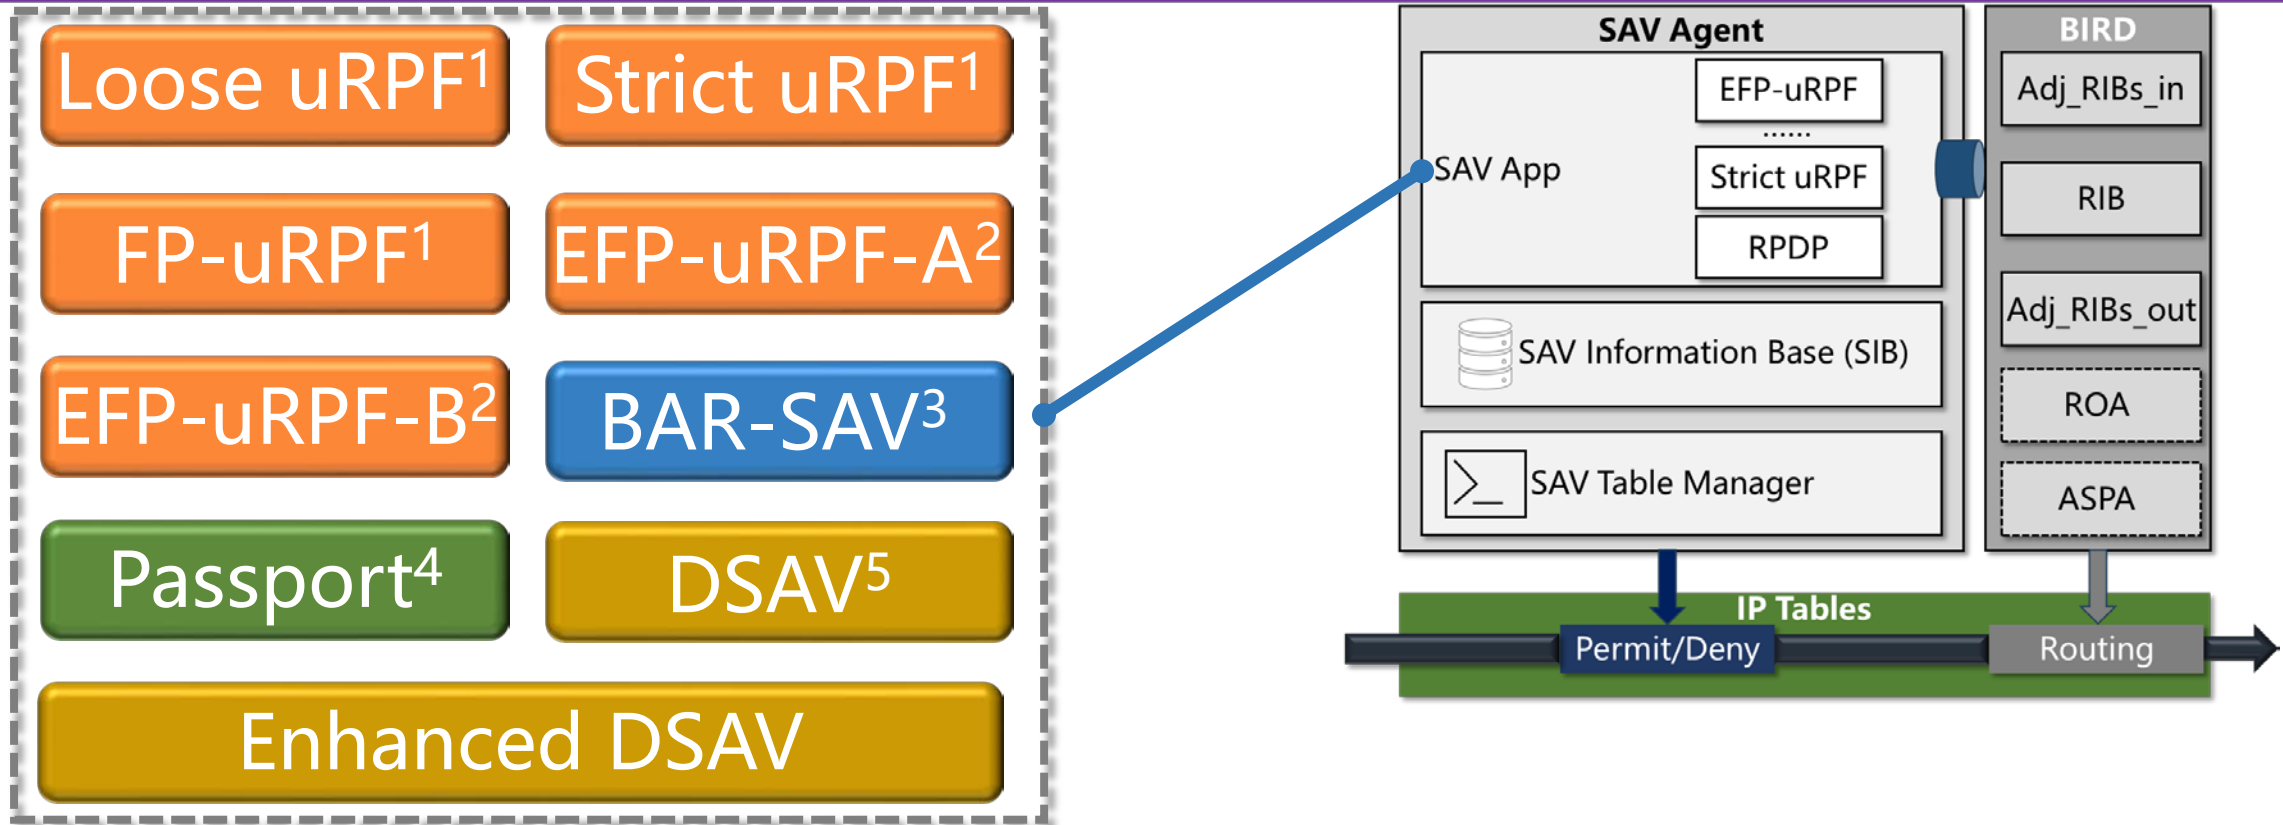 Loose uRPF1
Strict uRPF1
FP-uRPF1
EFP-uRPF-A2
EFP-uRPF-B2
BAR-SAV3
Passport4
DSAV5
Enhanced DSAV
SAV Agent
SAV App
EFP-uRPF
......
Strict uRPF
RPDP
SAV Information Base (SIB)
>_
SAV Table Manager
BIRD
Adj_RIBs_in
RIB
Adj_RIBs_out
ROA
ASPA
IP Tables
Permit/Deny
Routing